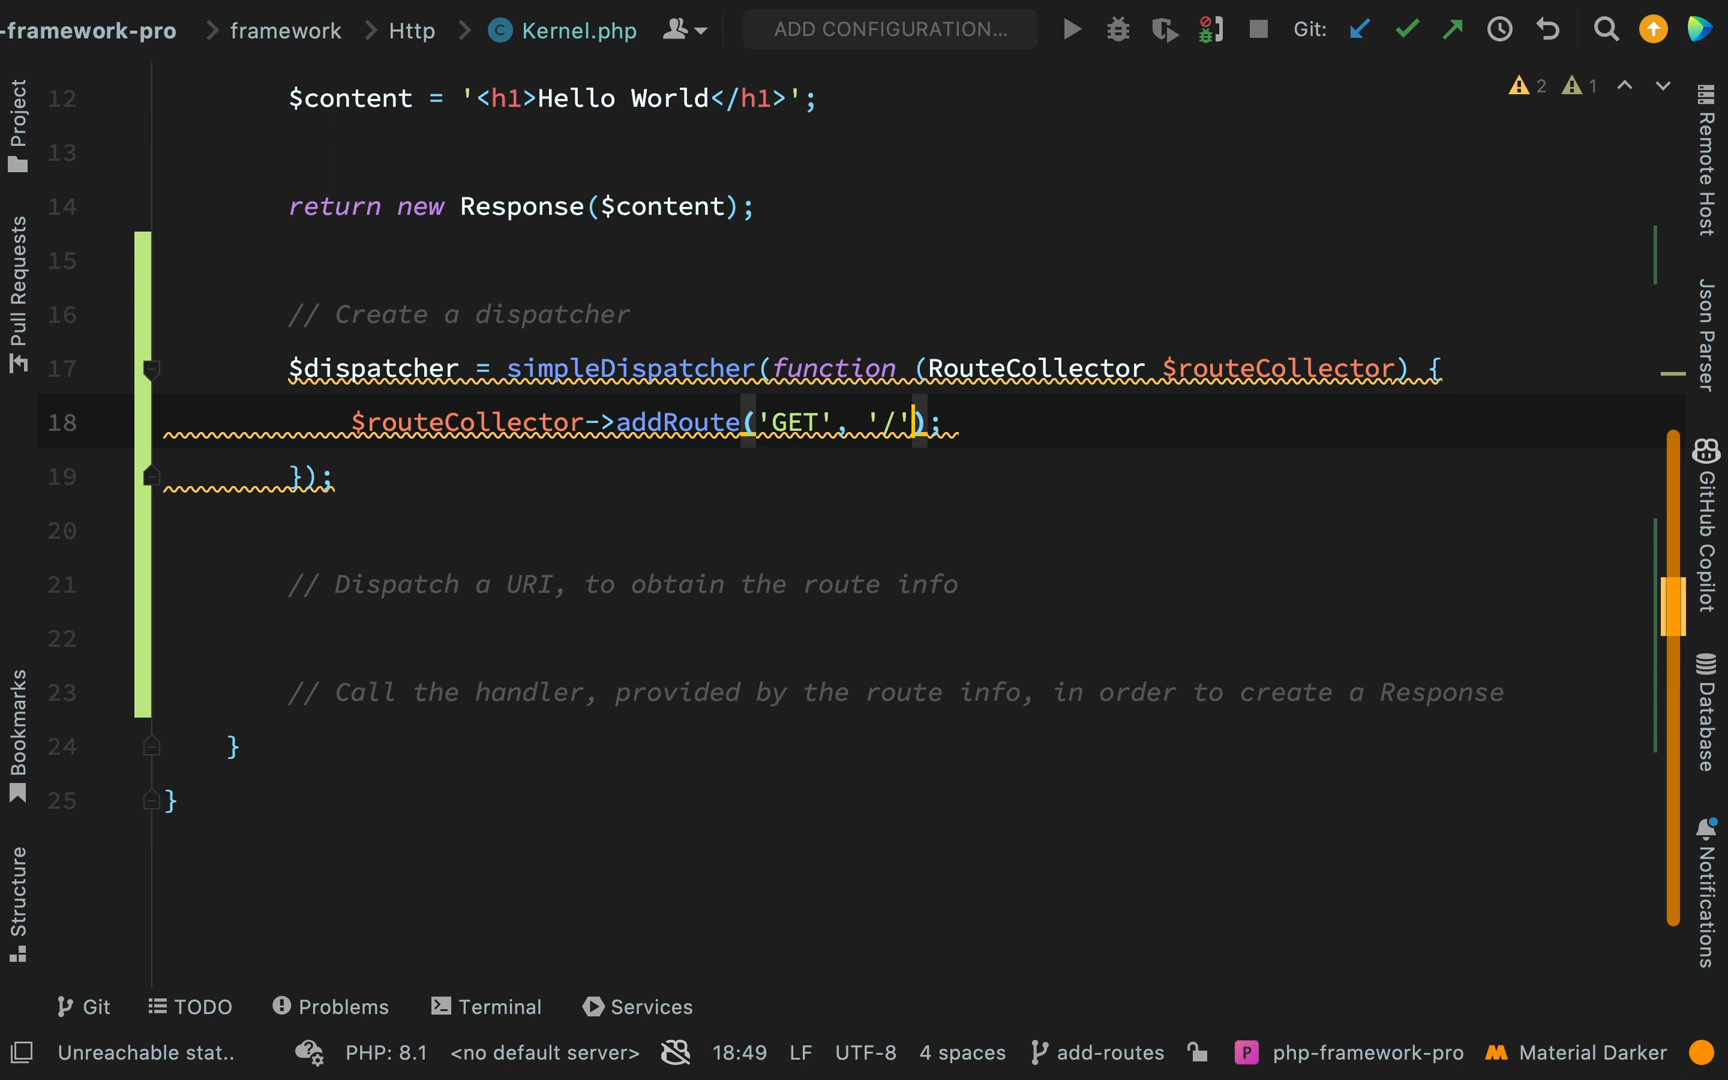 -framework-pro framework Http C Kernel.php ADD CONFIGURATION... Git:
2 1
12 $content = '<h1>Hello World</h1>';
13
14 return new Response($content);
15
16 // Create a dispatcher
17 $dispatcher = simpleDispatcher(function (RouteCollector $routeCollector) {
18 $routeCollector->addRoute('GET', '/');
19 });
20
21 // Dispatch a URI, to obtain the route info
22
23 // Call the handler, provided by the route info, in order to create a Response
24 }
25 }
Project
Pull Requests
Bookmarks
Structure
Remote Host
Json Parser
GitHub Copilot
Database
Notifications
Git TODO Problems Terminal Services
Unreachable stat.. PHP: 8.1 <no default server> 18:49 LF UTF-8 4 spaces add-routes P php-framework-pro Material Darker